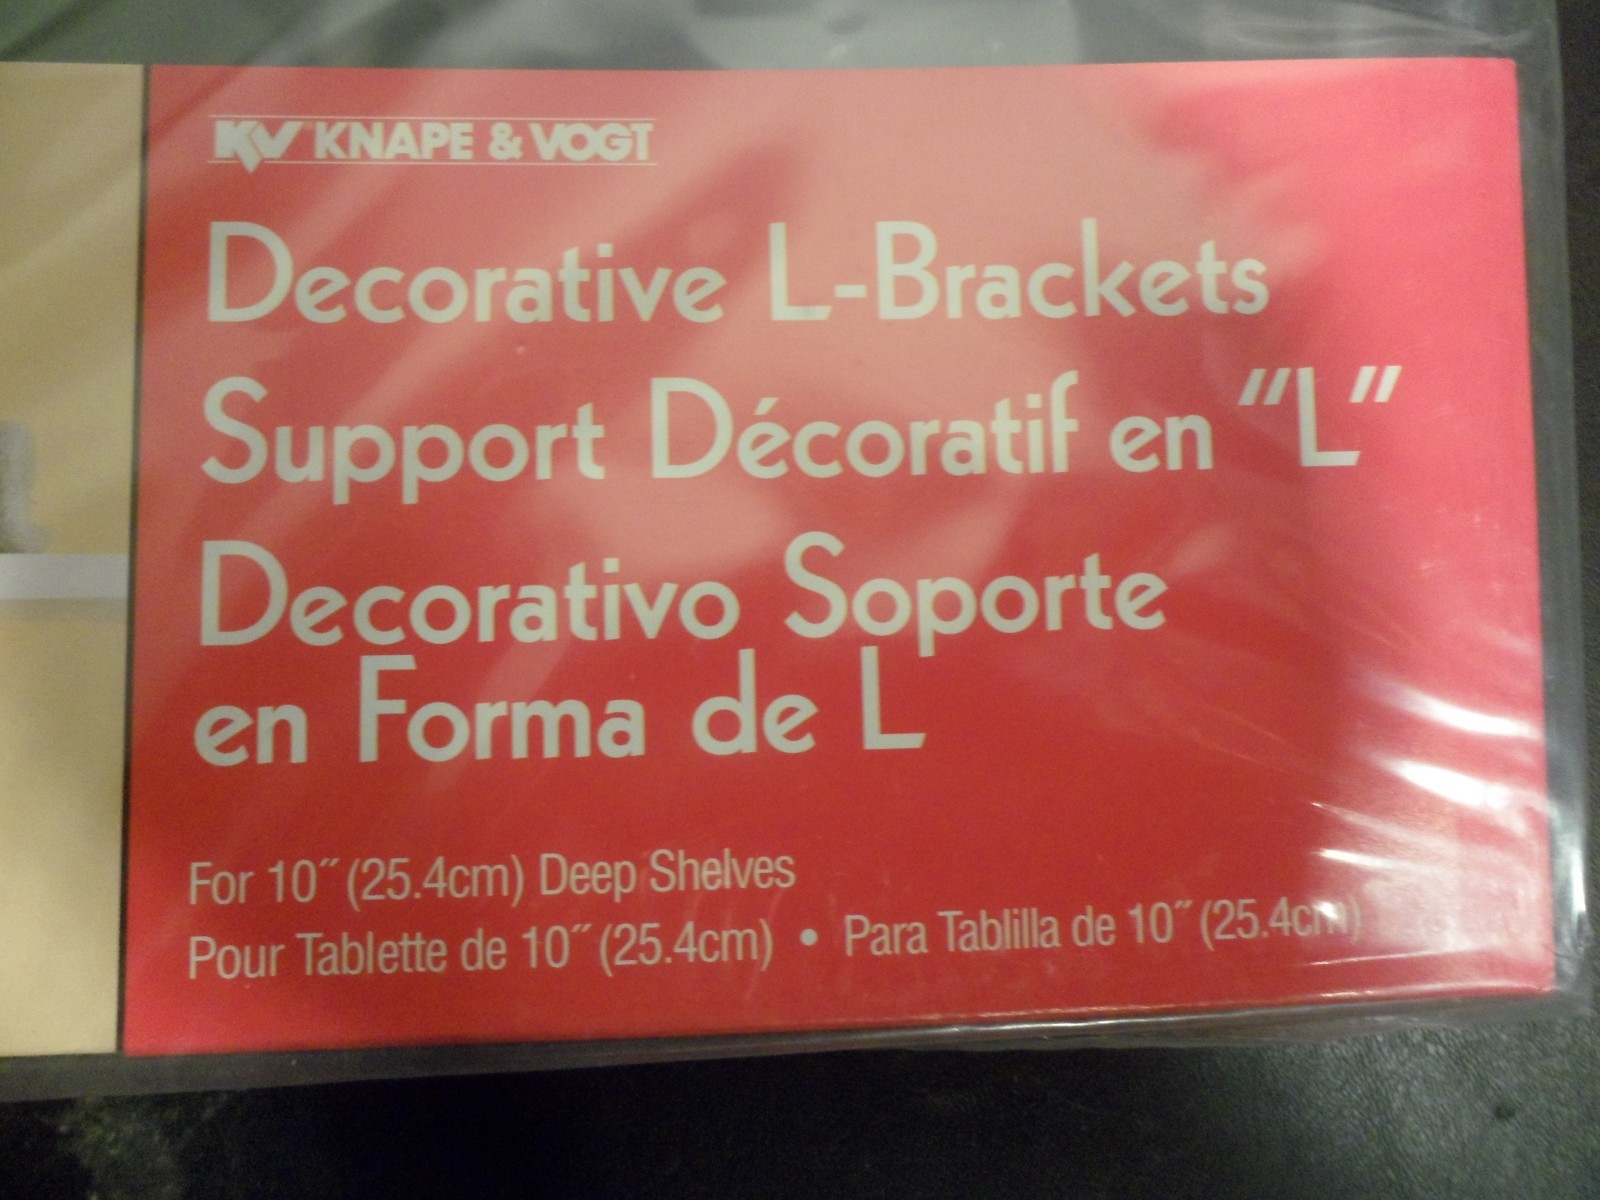 KV KNAPE & VOGT
Decorative L-Brackets
Support Décoratif en “L”
Decorativo Soporte
en Forma de L
For 10˝ (25.4cm) Deep Shelves
Pour Tablette de 10˝ (25.4cm) • Para Tablilla de 10˝ (25.4cm)